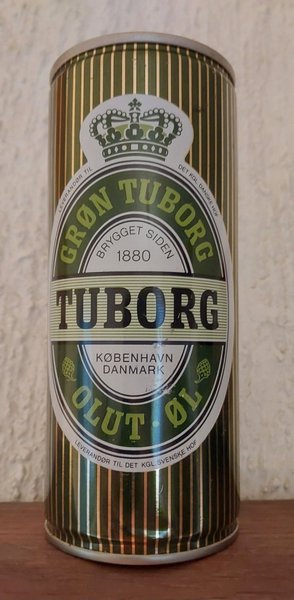 LEVERANDØR TIL
DET KGL. DANSKE HOF
GRØN TUBORG
BRYGGET SIDEN
1880
TUBORG
KØBENHAVN
DANMARK
OLUT · ØL
LEVERANDØR TIL DET KGL. SVENSKE HOF